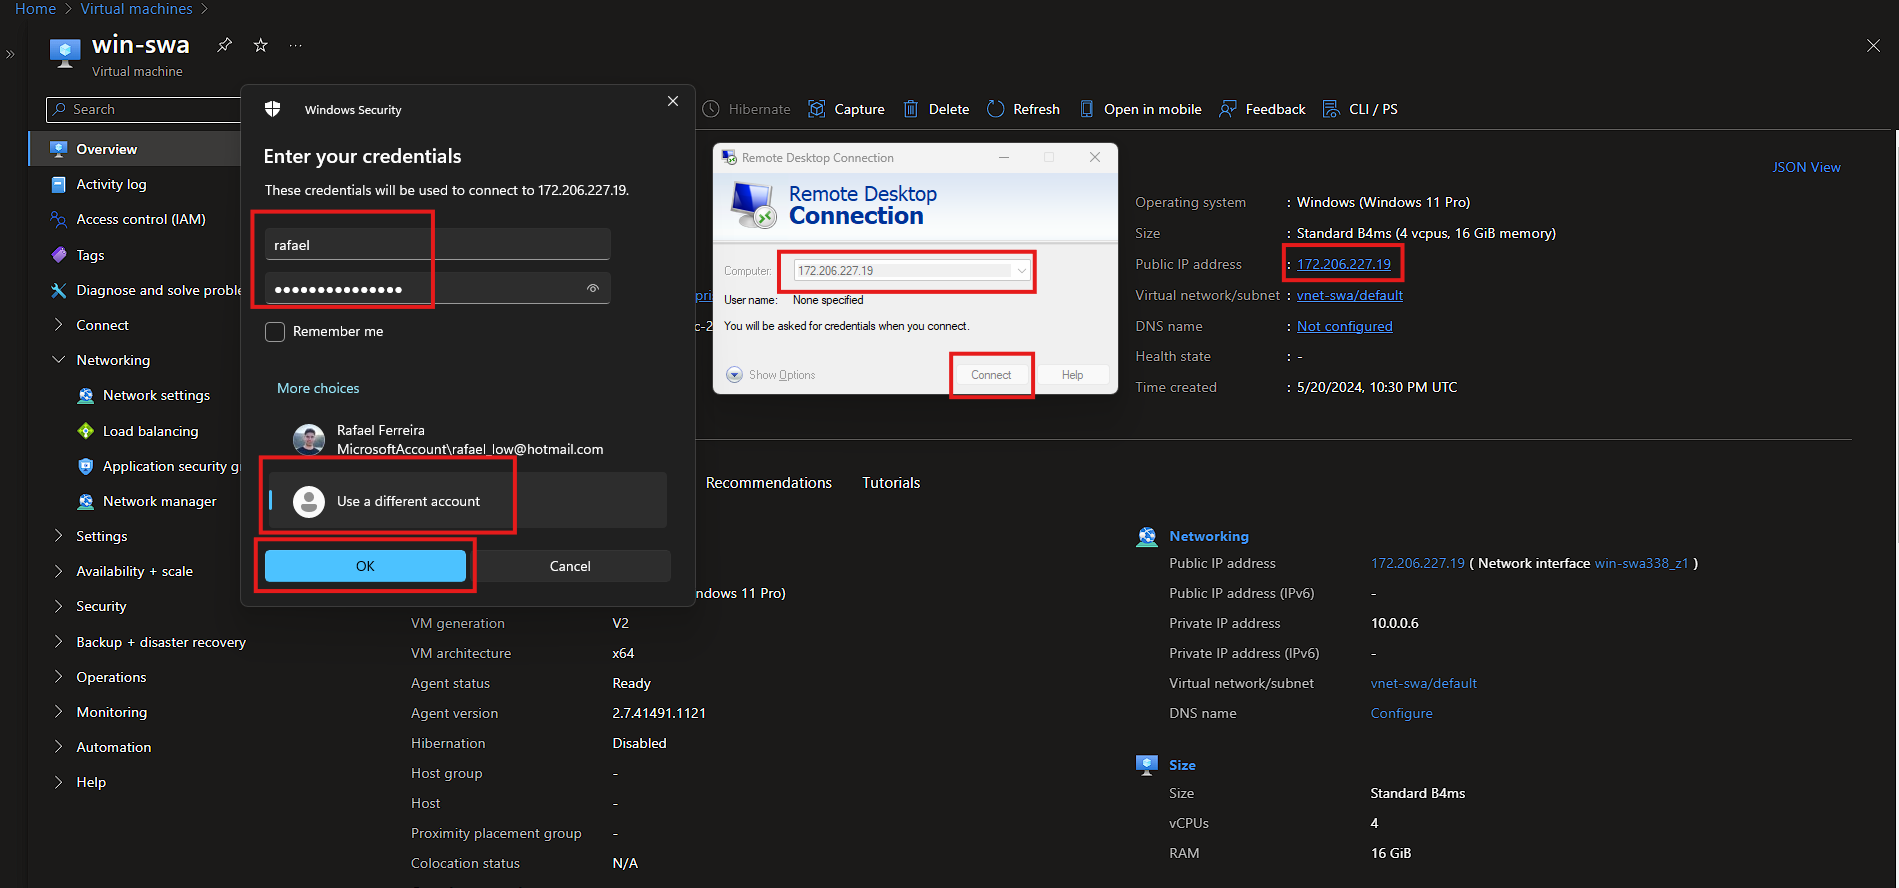 Home > Virtual machines >
win-swa
Virtual machine
Search
Overview
Activity log
Access control (IAM)
Tags
Diagnose and solve proble
Connect
Networking
Network settings
Load balancing
Application security g
Network manager
Settings
Availability + scale
Security
Backup + disaster recovery
Operations
Monitoring
Automation
Help
Windows Security
Enter your credentials
These credentials will be used to connect to 172.206.227.19.
rafael
●●●●●●●●●●●●●●●
Remember me
More choices
Rafael Ferreira
MicrosoftAccount\rafael_low@hotmail.com
Use a different account
OK Cancel
Hibernate Capture Delete Refresh Open in mobile Feedback CLI / PS
Remote Desktop Connection
Remote Desktop
Connection
Computer: 172.206.227.19
User name: None specified
You will be asked for credentials when you connect.
Show Options Connect Help
JSON View
Operating system : Windows (Windows 11 Pro)
Size : Standard B4ms (4 vcpus, 16 GiB memory)
Public IP address : 172.206.227.19
Virtual network/subnet : vnet-swa/default
DNS name : Not configured
Health state : -
Time created : 5/20/2024, 10:30 PM UTC
Recommendations Tutorials
ndows 11 Pro)
VM generation V2
VM architecture x64
Agent status Ready
Agent version 2.7.41491.1121
Hibernation Disabled
Host group -
Host -
Proximity placement group -
Colocation status N/A
Networking
Public IP address 172.206.227.19 ( Network interface win-swa338_z1 )
Public IP address (IPv6) -
Private IP address 10.0.0.6
Private IP address (IPv6) -
Virtual network/subnet vnet-swa/default
DNS name Configure
Size
Size Standard B4ms
vCPUs 4
RAM 16 GiB